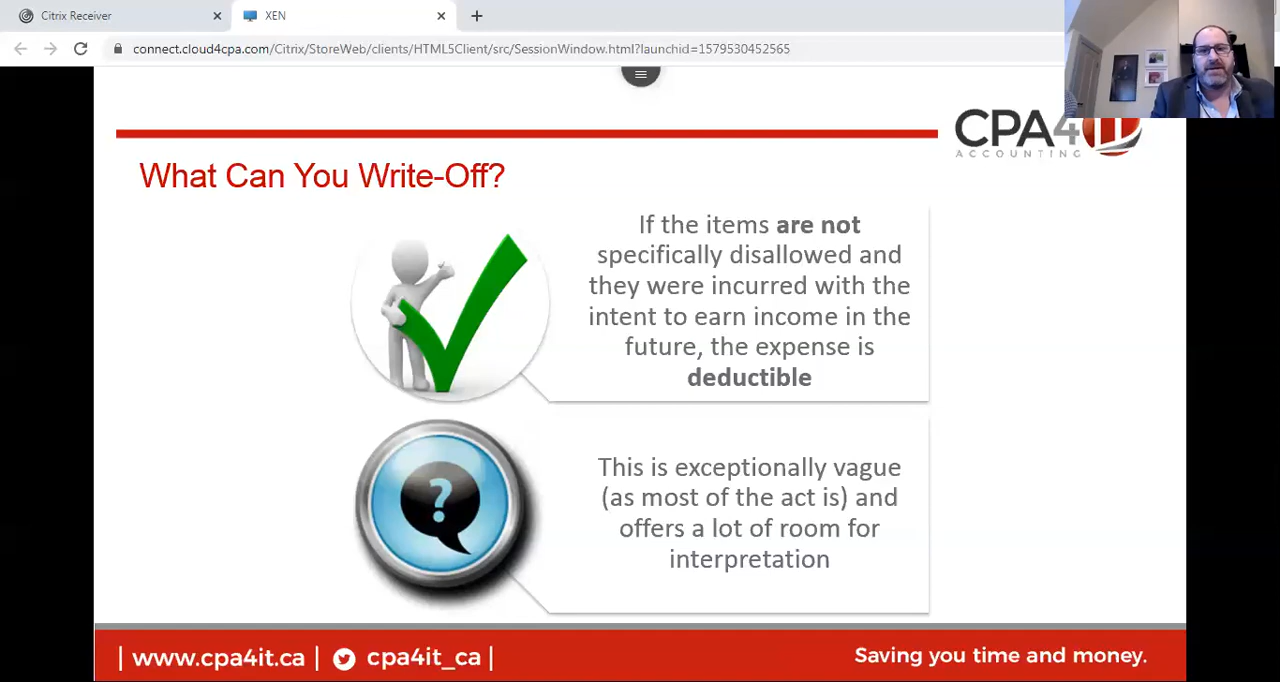 Citrix Receiver
XEN
connect.cloud4cpa.com/Citrix/StoreWeb/clients/HTML5Client/src/SessionWindow.html?launchid=1579530452565
CPA4IT
ACCOUNTING
What Can You Write-Off?
If the items are not
specifically disallowed and
they were incurred with the
intent to earn income in the
future, the expense is
deductible
?
This is exceptionally vague
(as most of the act is) and
offers a lot of room for
interpretation
| www.cpa4it.ca | cpa4it_ca |
Saving you time and money.